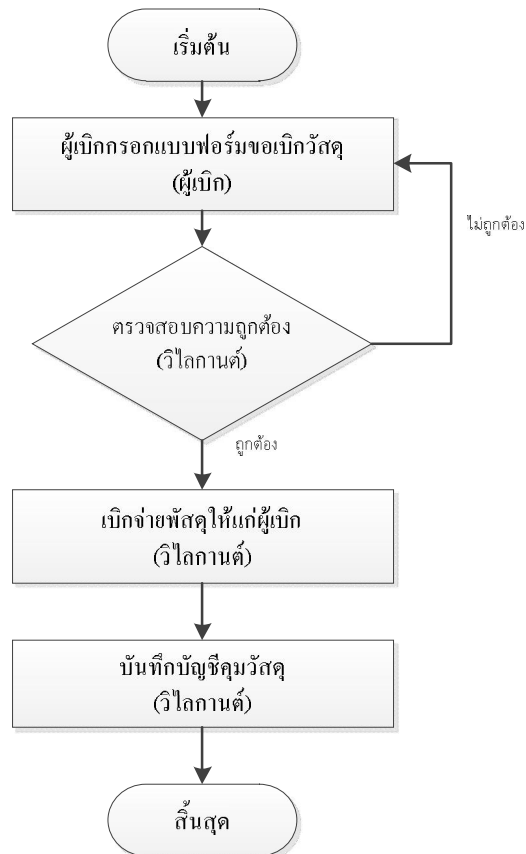 เริ่มต้น
ผู้เบิกกรอกแบบฟอร์มขอเบิกวัสดุ
(ผู้เบิก)
ไม่ถูกต้อง
ตรวจสอบความถูกต้อง
(วิไลกานต์)
ถูกต้อง
เบิกจ่ายพัสดุให้แก่ผู้เบิก
(วิไลกานต์)
บันทึกบัญชีคุมวัสดุ
(วิไลกานต์)
สิ้นสุด